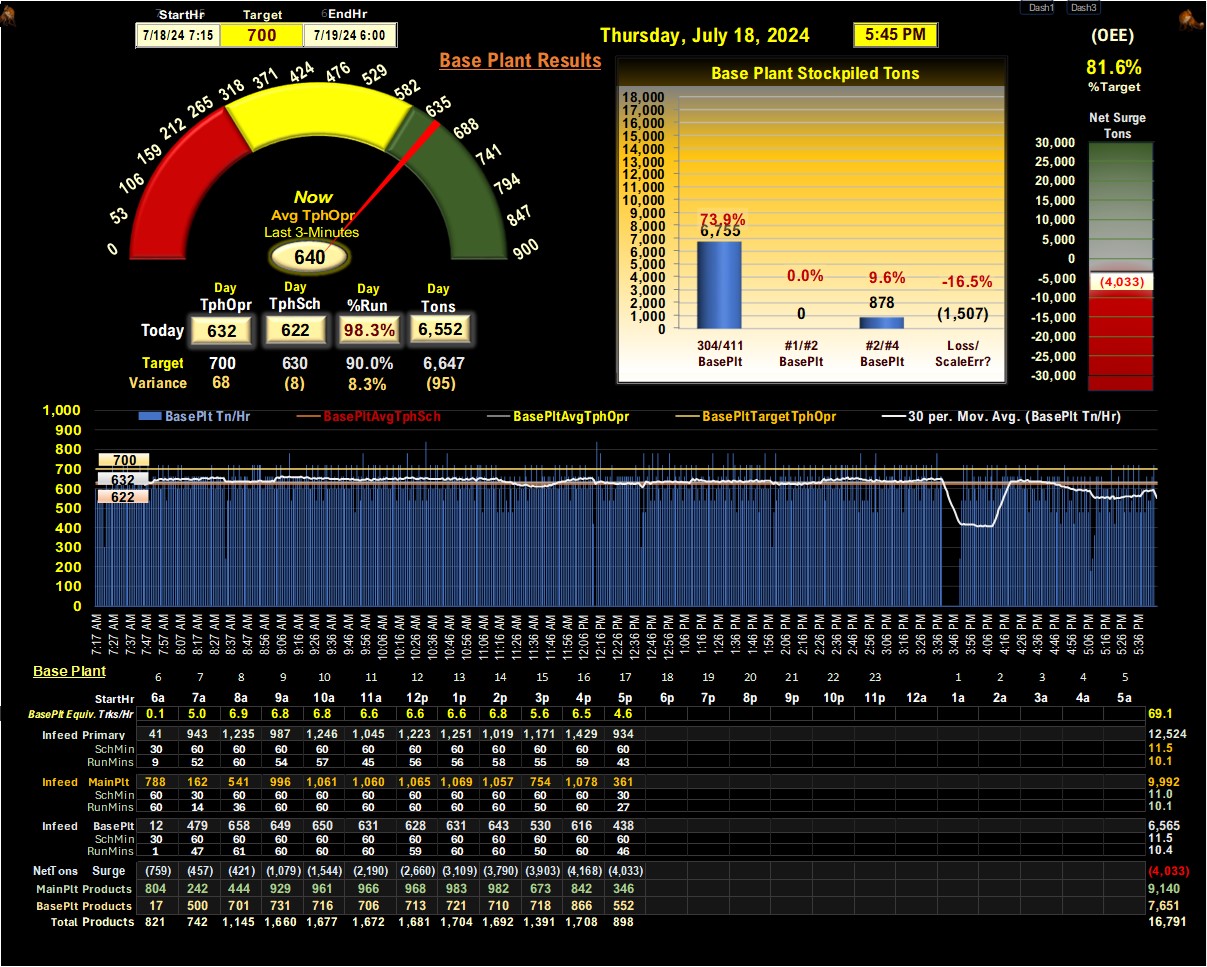 Dash1 Dash3
StartHr Target EndHr
7/18/24 7:15 700 7/19/24 6:00
Thursday, July 18, 2024 5:45 PM
(OEE)
81.6%
%Target
Base Plant Results
0 53 106 159 212 265 318 371 424 476 529 582 635 688 741 794 847 900
Now
Avg TphOpr
Last 3-Minutes
640
Day Day Day Day
TphOpr TphSch %Run Tons
Today 632 622 98.3% 6,552
Target 700 630 90.0% 6,647
Variance 68 (8) 8.3% (95)
Base Plant Stockpiled Tons
18,000
17,000
16,000
15,000
14,000
13,000
12,000
11,000
10,000
9,000
8,000
7,000
6,000
5,000
4,000
3,000
2,000
1,000
0
73.9% 0.0% 9.6% -16.5%
6,755 0 878 (1,507)
304/411 #1/#2 #2/#4 Loss/
BasePlt BasePlt BasePlt ScaleErr?
Net Surge
Tons
30,000
25,000
20,000
15,000
10,000
5,000
0
-5,000
-10,000
-15,000
-20,000
-25,000
-30,000
(4,033)
BasePlt Tn/Hr BasePltAvgTphSch BasePltAvgTphOpr BasePltTargetTphOpr 30 per. Mov. Avg. (BasePlt Tn/Hr)
1,000
900
800
700
600
500
400
300
200
100
0
700
632
622
7:17 AM 7:27 AM 7:37 AM 7:47 AM 7:57 AM 8:07 AM 8:17 AM 8:27 AM 8:37 AM 8:47 AM 8:56 AM 9:06 AM 9:16 AM 9:26 AM 9:36 AM 9:46 AM 9:56 AM 10:06 AM 10:16 AM 10:26 AM 10:36 AM 10:46 AM 10:56 AM 11:06 AM 11:16 AM 11:26 AM 11:36 AM 11:46 AM 11:56 AM 12:06 PM 12:16 PM 12:26 PM 12:36 PM 12:46 PM 12:56 PM 1:06 PM 1:16 PM 1:26 PM 1:36 PM 1:46 PM 1:56 PM 2:06 PM 2:16 PM 2:26 PM 2:36 PM 2:46 PM 2:56 PM 3:06 PM 3:16 PM 3:26 PM 3:36 PM 3:46 PM 3:56 PM 4:06 PM 4:16 PM 4:26 PM 4:36 PM 4:46 PM 4:56 PM 5:06 PM 5:16 PM 5:26 PM 5:38 PM
Base Plant 6 7 8 9 10 11 12 13 14 15 16 17 18 19 20 21 22 23 1 2 3 4 5
StartHr 6a 7a 8a 9a 10a 11a 12p 1p 2p 3p 4p 5p 6p 7p 8p 9p 10p 11p 12a 1a 2a 3a 4a 5a
BasePlt Equiv. Trks/Hr 0.1 5.0 6.9 6.8 6.8 6.6 6.6 6.6 6.8 5.6 6.5 4.6 69.1
Infeed Primary 41 943 1,235 987 1,246 1,045 1,223 1,251 1,019 1,171 1,429 934 12,524
SchMin 30 60 60 60 60 60 60 60 60 60 60 60 11.5
RunMins 9 52 60 54 57 45 56 56 58 55 59 43 10.1
Infeed MainPlt 788 162 541 996 1,061 1,060 1,065 1,069 1,057 754 1,078 361 9,992
SchMin 60 30 60 60 60 60 60 60 60 60 60 30 11.0
RunMins 60 14 36 60 60 60 60 60 60 50 60 27 10.1
Infeed BasePlt 12 479 658 649 650 631 628 631 643 530 616 438 6,565
SchMin 30 60 60 60 60 60 60 60 60 60 60 60 11.5
RunMins 1 47 61 60 60 60 59 60 60 50 60 46 10.4
NetTons Surge (759) (457) (421) (1,079) (1,544) (2,190) (2,660) (3,109) (3,790) (3,903) (4,168) (4,033) (4,033)
MainPlt Products 804 242 444 929 961 966 968 983 982 673 842 346 9,140
BasePlt Products 17 500 701 731 716 706 713 721 710 718 866 552 7,651
Total Products 821 742 1,145 1,660 1,677 1,672 1,681 1,704 1,692 1,391 1,708 898 16,791